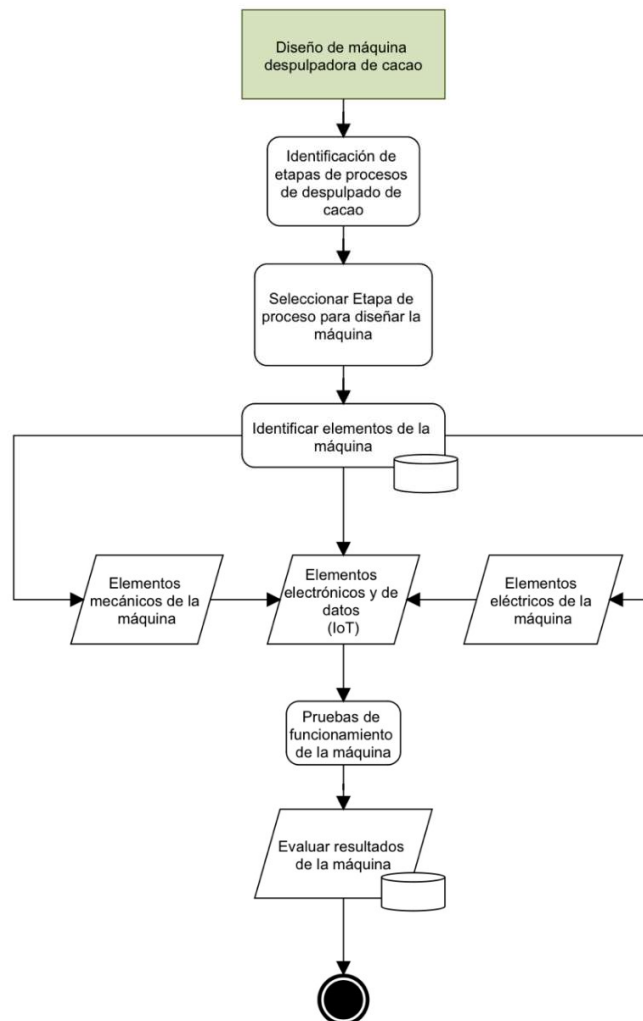 Diseño de máquina
despulpadora de cacao
Identificación de
etapas de procesos
de despulpado de
cacao
Seleccionar Etapa de
proceso para diseñar la
máquina
Identificar elementos de la
máquina
Elementos
mecánicos de la
máquina
Elementos
electrónicos y de
datos
(IoT)
Elementos
eléctricos de la
máquina
Pruebas de
funcionamiento
de la máquina
Evaluar resultados
de la máquina